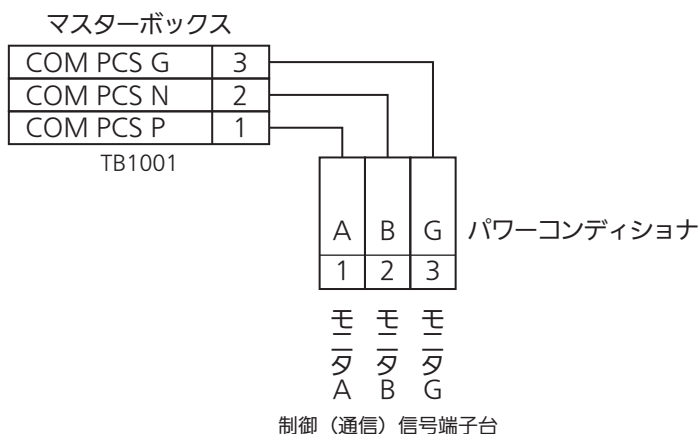 マスターボックス
COM PCS G 3
COM PCS N 2
COM PCS P 1
TB1001
A B G パワーコンディショナ
1 2 3
モニタA モニタB モニタG
制御（通信）信号端子台